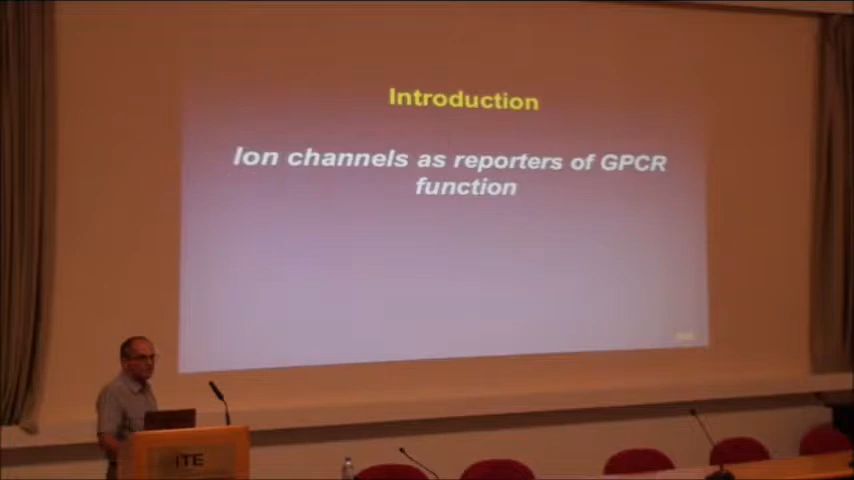 Introduction
Ion channels as reporters of GPCR
function
ITE